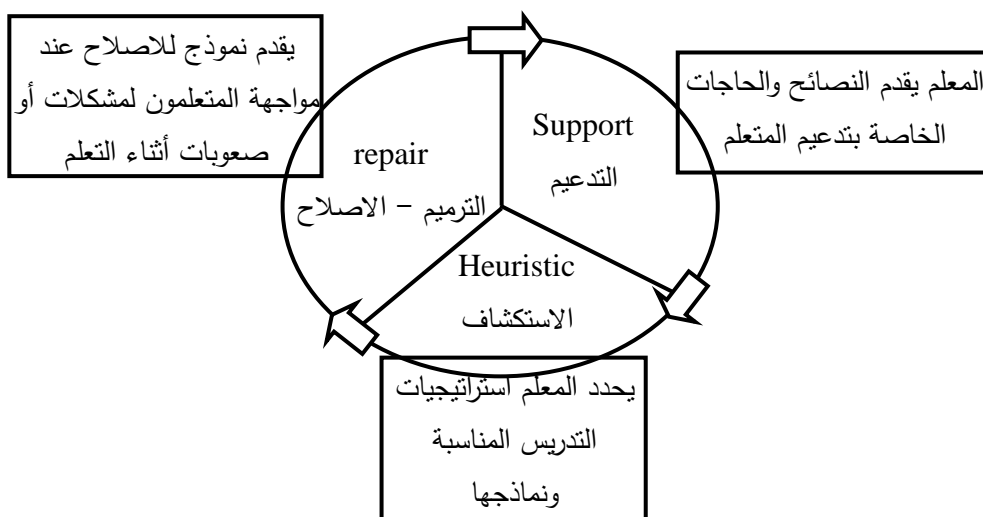 يقدم نموذج للاصلاح عند
مواجهة المتعلمون لمشكلات أو
صعوبات أثناء التعلم
المعلم يقدم النصائح والحاجات
الخاصة بتدعيم المتعلم
Support
التدعيم
repair
الترميم – الاصلاح
Heuristic
الاستكشاف
يحدد المعلم استراتيجيات
التدريس المناسبة
ونماذجها